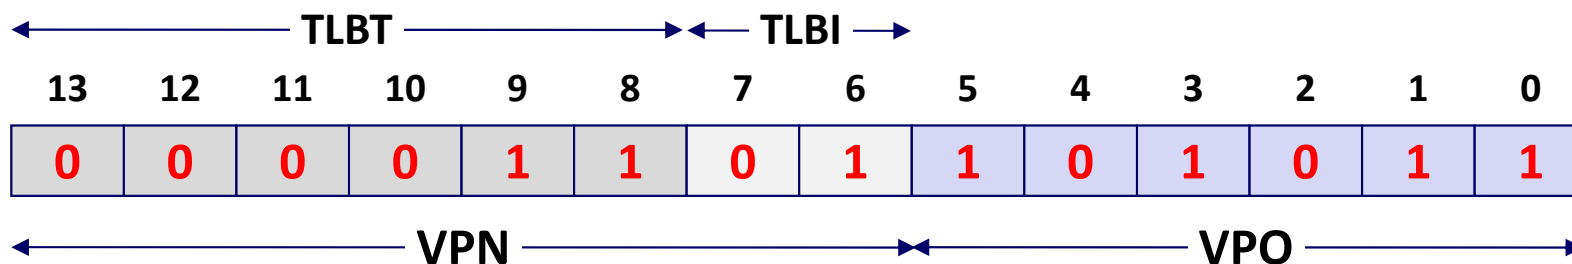 TLBT TLBI
13 12 11 10 9 8 7 6 5 4 3 2 1 0
0 0 0 0 1 1 0 1 1 0 1 0 1 1
VPN VPO